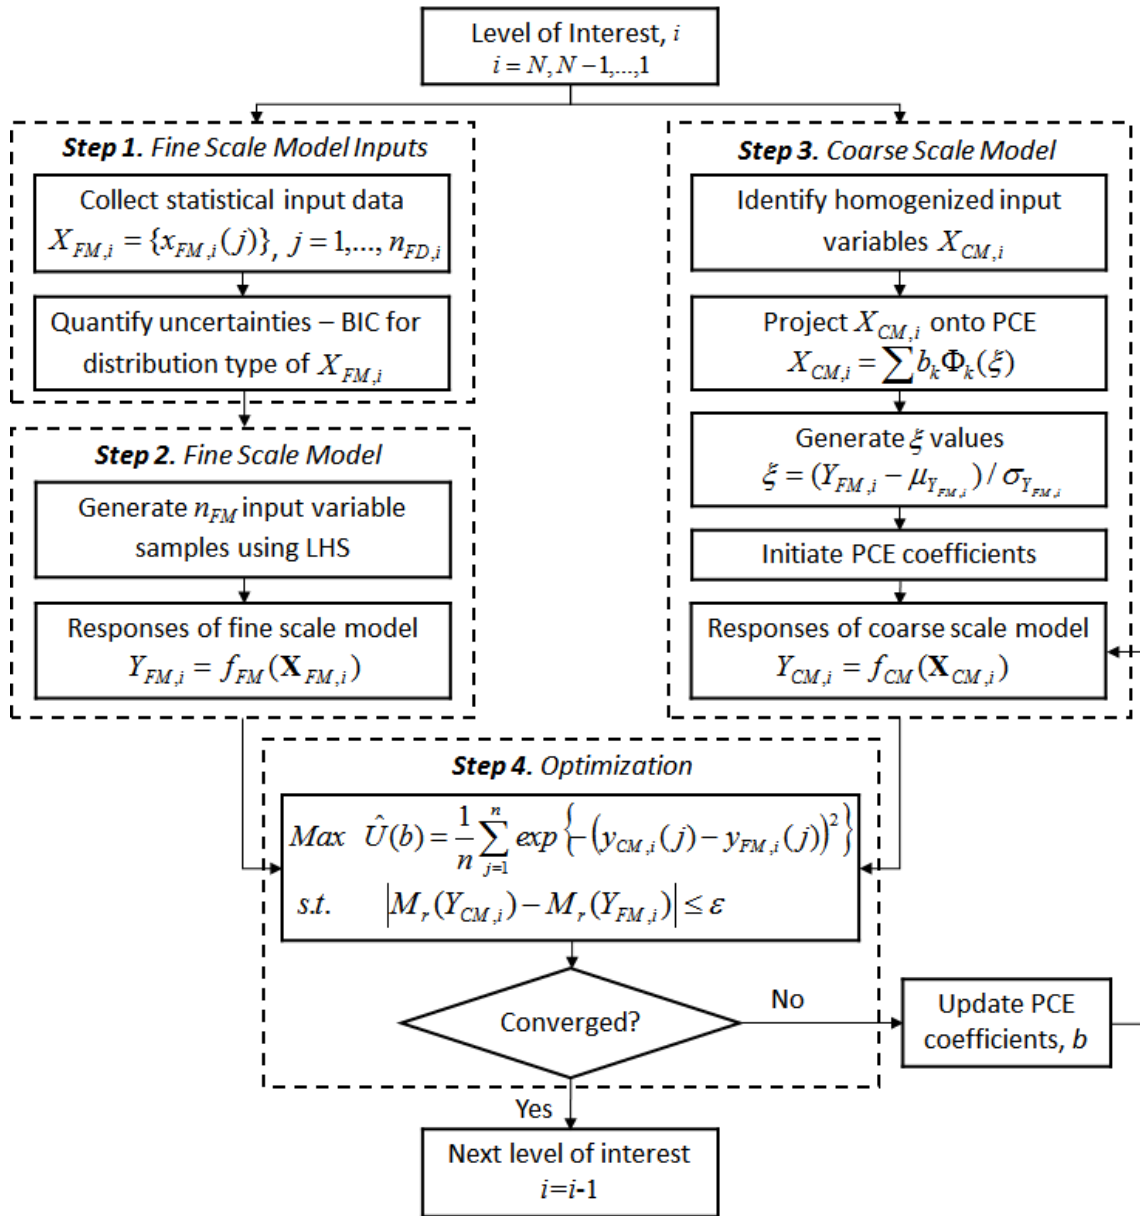 Level of Interest, i
i = N, N −1,...,1
Step 1. Fine Scale Model Inputs
Collect statistical input data
X_{FM,i} = {x_{FM,i}(j)}, j = 1,..., n_{FD,i}
Quantify uncertainties – BIC for
distribution type of X_{FM,i}
Step 2. Fine Scale Model
Generate n_{FM} input variable
samples using LHS
Responses of fine scale model
Y_{FM,i} = f_{FM}(X_{FM,i})
Step 3. Coarse Scale Model
Identify homogenized input
variables X_{CM,i}
Project X_{CM,i} onto PCE
X_{CM,i} = ∑ b_k Φ_k(ξ)
Generate ξ values
ξ = (Y_{FM,i} − μ_{Y_{FM,i}}) / σ_{Y_{FM,i}}
Initiate PCE coefficients
Responses of coarse scale model
Y_{CM,i} = f_{CM}(X_{CM,i})
Step 4. Optimization
Max Û(b) = \frac{1}{n} ∑_{j=1}^{n} exp{−(y_{CM,i}(j) − y_{FM,i}(j))^2}
s.t. |M_r(Y_{CM,i}) − M_r(Y_{FM,i})| ≤ ε
Converged?
No
Update PCE
coefficients, b
Yes
Next level of interest
i=i-1